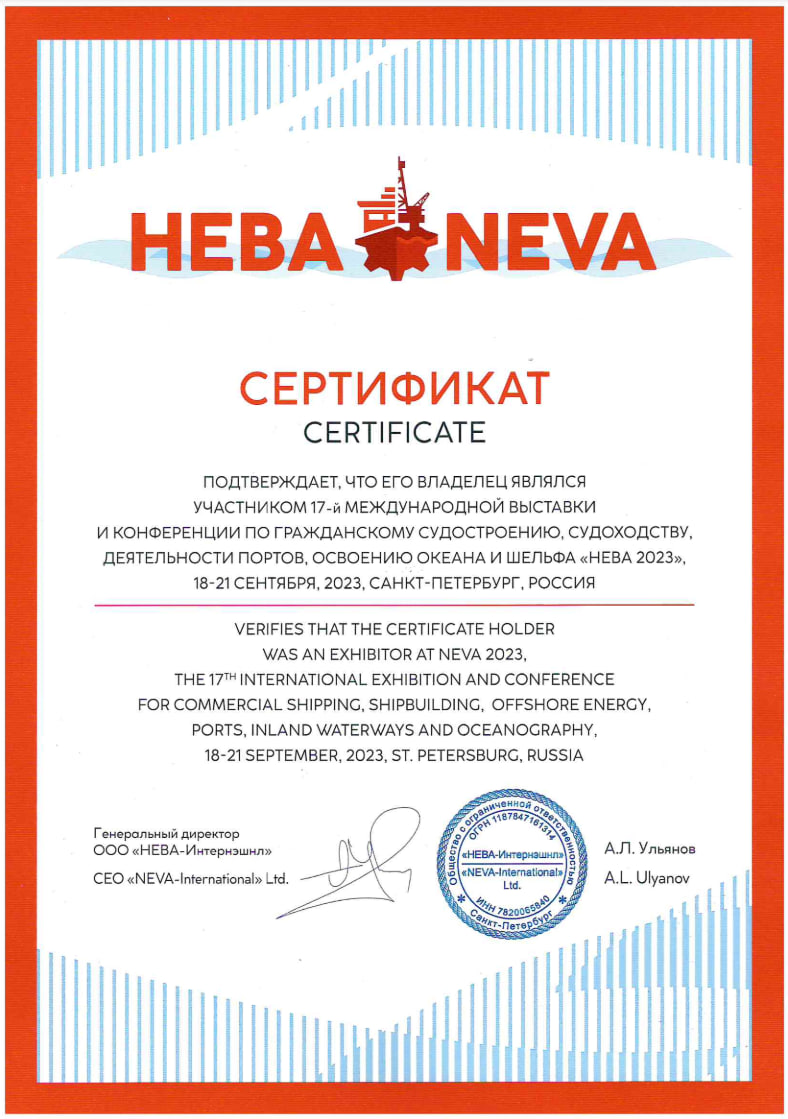 НЕВА NEVA
СЕРТИФИКАТ
CERTIFICATE
ПОДТВЕРЖДАЕТ, ЧТО ЕГО ВЛАДЕЛЕЦ ЯВЛЯЛСЯ
УЧАСТНИКОМ 17-й МЕЖДУНАРОДНОЙ ВЫСТАВКИ
И КОНФЕРЕНЦИИ ПО ГРАЖДАНСКОМУ СУДОСТРОЕНИЮ, СУДОХОДСТВУ,
ДЕЯТЕЛЬНОСТИ ПОРТОВ, ОСВОЕНИЮ ОКЕАНА И ШЕЛЬФА «НЕВА 2023»,
18-21 СЕНТЯБРЯ, 2023, САНКТ-ПЕТЕРБУРГ, РОССИЯ
VERIFIES THAT THE CERTIFICATE HOLDER
WAS AN EXHIBITOR AT NEVA 2023,
THE 17TH INTERNATIONAL EXHIBITION AND CONFERENCE
FOR COMMERCIAL SHIPPING, SHIPBUILDING, OFFSHORE ENERGY,
PORTS, INLAND WATERWAYS AND OCEANOGRAPHY,
18-21 SEPTEMBER, 2023, ST. PETERSBURG, RUSSIA
Генеральный директор
ООО «НЕВА-Интернэшнл»
CEO «NEVA-International» Ltd.
Общество с ограниченной ответственностью
ОГРН 1187847161314
«НЕВА-Интернэшнл»
«NEVA-International»
Ltd.
ИНН 7820065840
* Санкт-Петербург *
А.Л. Ульянов
A.L. Ulyanov